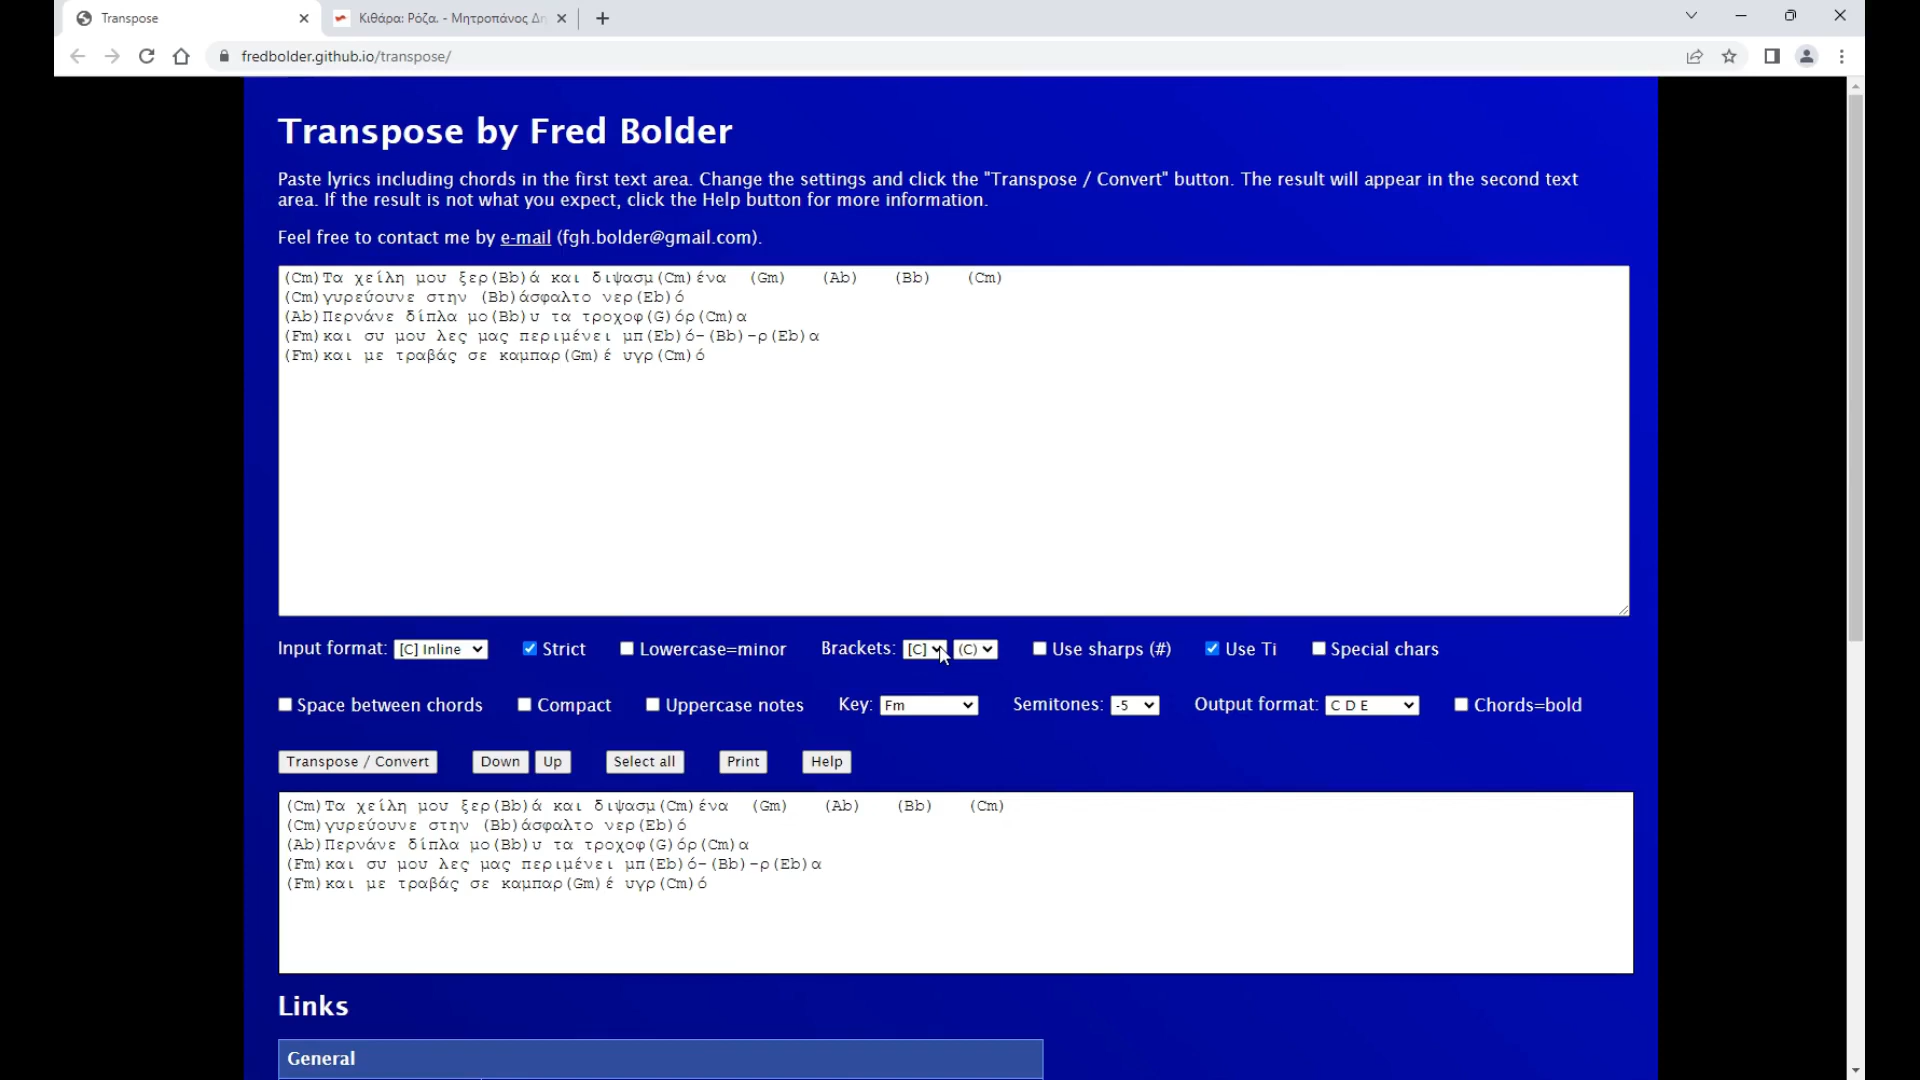 Transpose
Κιθάρα: Ρόζα. - Μητροπάνος Δη
fredbolder.github.io/transpose/
Transpose by Fred Bolder
Paste lyrics including chords in the first text area. Change the settings and click the "Transpose / Convert" button. The result will appear in the second text
area. If the result is not what you expect, click the Help button for more information.
Feel free to contact me by e-mail (fgh.bolder@gmail.com).
(Cm)Τα χείλη μου ξερ(Bb)ά και διψασμ(Cm)ένα  (Gm)   (Ab)   (Bb)   (Cm)
(Cm)γυρεύουνε στην (Bb)άσφαλτο νερ(Eb)ό
(Ab)Περνάνε δίπλα μο(Bb)υ τα τροχοφ(G)όρ(Cm)α
(Fm)και συ μου λες μας περιμένει μπ(Eb)ό-(Bb)-ρ(Eb)α
(Fm)και με τραβάς σε καμπαρ(Gm)έ υγρ(Cm)ό
Input format: [C] Inline Strict Lowercase=minor Brackets: [C] (C) Use sharps (#) Use Ti Special chars
Space between chords Compact Uppercase notes Key: Fm Semitones: -5 Output format: C D E Chords=bold
Transpose / Convert Down Up Select all Print Help
(Cm)Τα χείλη μου ξερ(Bb)ά και διψασμ(Cm)ένα  (Gm)   (Ab)   (Bb)   (Cm)
(Cm)γυρεύουνε στην (Bb)άσφαλτο νερ(Eb)ό
(Ab)Περνάνε δίπλα μο(Bb)υ τα τροχοφ(G)όρ(Cm)α
(Fm)και συ μου λες μας περιμένει μπ(Eb)ό-(Bb)-ρ(Eb)α
(Fm)και με τραβάς σε καμπαρ(Gm)έ υγρ(Cm)ό
Links
General